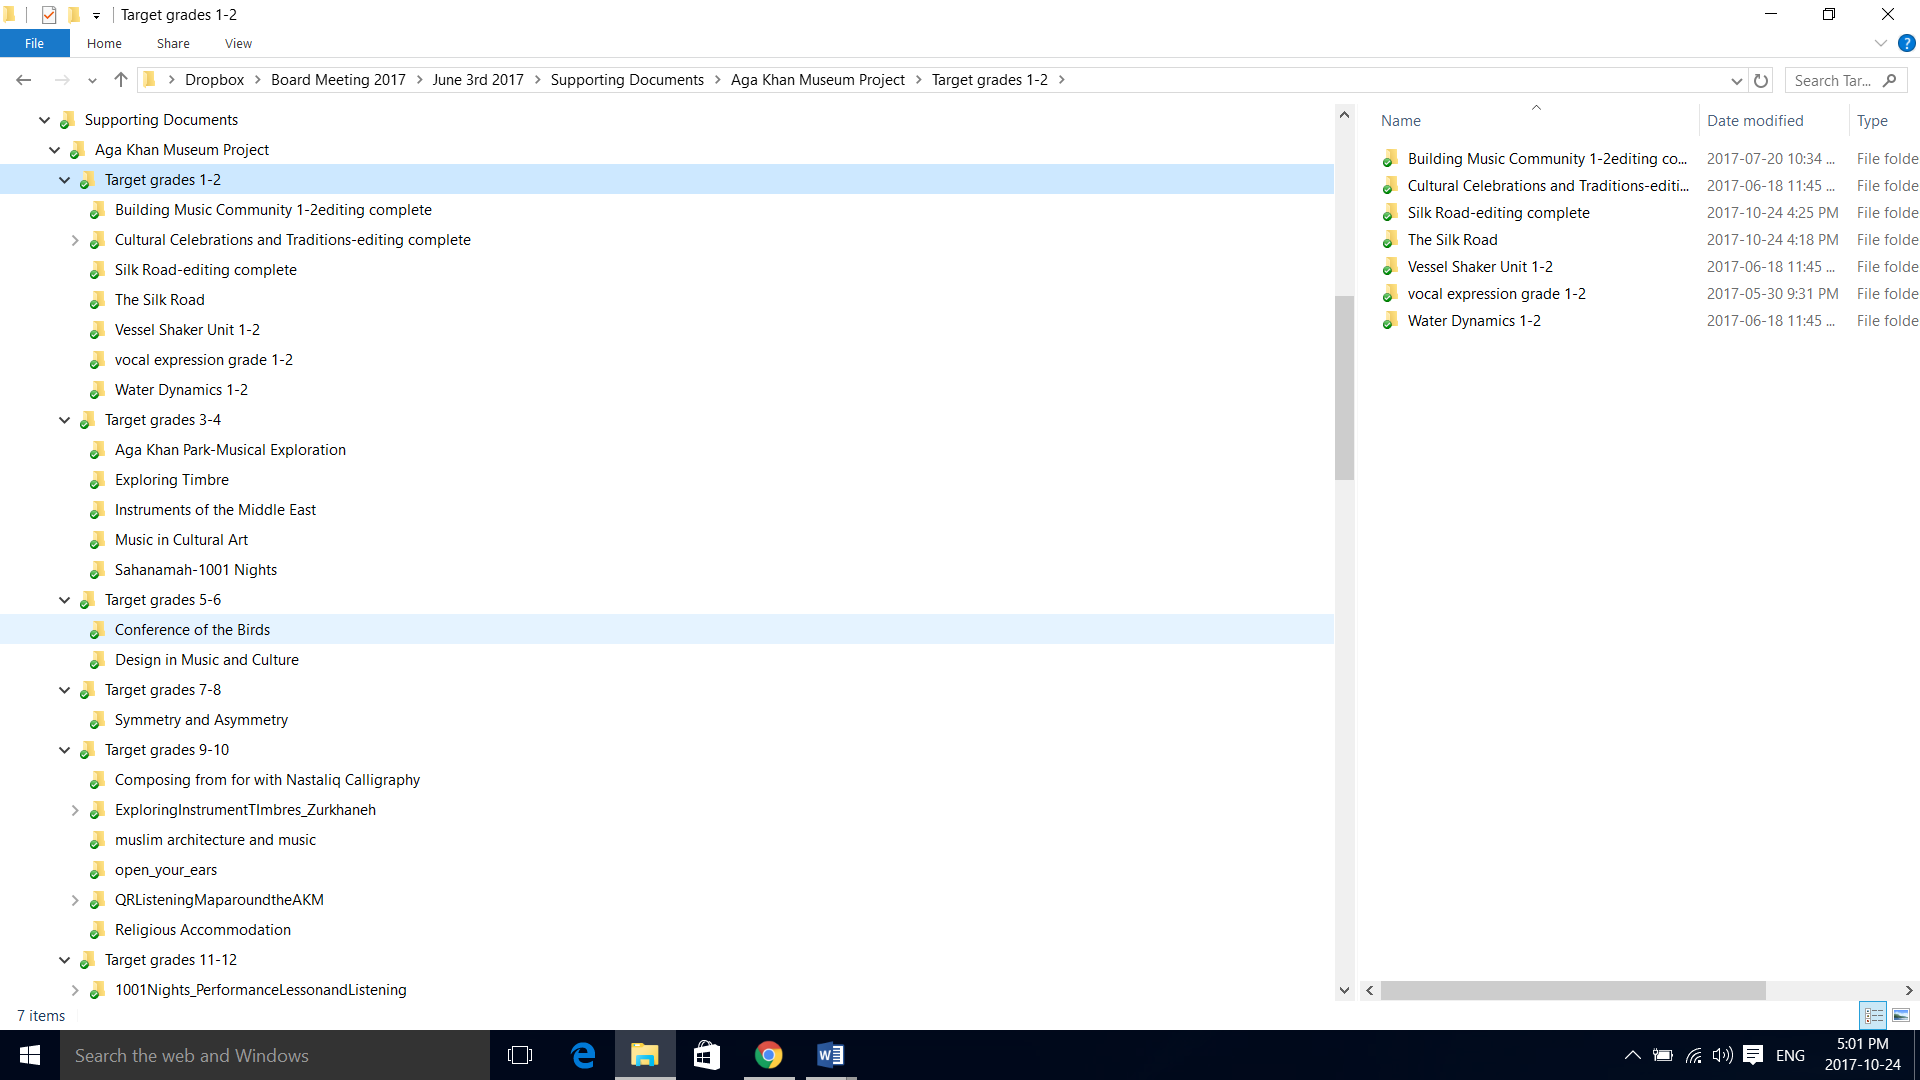 Target grades 1-2
File Home Share View
Dropbox Board Meeting 2017 June 3rd 2017 Supporting Documents Aga Khan Museum Project Target grades 1-2 Search Tar...
Supporting Documents
Aga Khan Museum Project
Target grades 1-2
Building Music Community 1-2editing complete
Cultural Celebrations and Traditions-editing complete
Silk Road-editing complete
The Silk Road
Vessel Shaker Unit 1-2
vocal expression grade 1-2
Water Dynamics 1-2
Target grades 3-4
Aga Khan Park-Musical Exploration
Exploring Timbre
Instruments of the Middle East
Music in Cultural Art
Sahanamah-1001 Nights
Target grades 5-6
Conference of the Birds
Design in Music and Culture
Target grades 7-8
Symmetry and Asymmetry
Target grades 9-10
Composing from for with Nastaliq Calligraphy
ExploringInstrumentTImbres_Zurkhaneh
muslim architecture and music
open_your_ears
QRListeningMaparoundtheAKM
Religious Accommodation
Target grades 11-12
1001Nights_PerformanceLessonandListening
Name Date modified Type
Building Music Community 1-2editing co... 2017-07-20 10:34 ... File folde
Cultural Celebrations and Traditions-editi... 2017-06-18 11:45 ... File folde
Silk Road-editing complete 2017-10-24 4:25 PM File folde
The Silk Road 2017-10-24 4:18 PM File folde
Vessel Shaker Unit 1-2 2017-06-18 11:45 ... File folde
vocal expression grade 1-2 2017-05-30 9:31 PM File folde
Water Dynamics 1-2 2017-06-18 11:45 ... File folde
7 items
Search the web and Windows
ENG
5:01 PM
2017-10-24